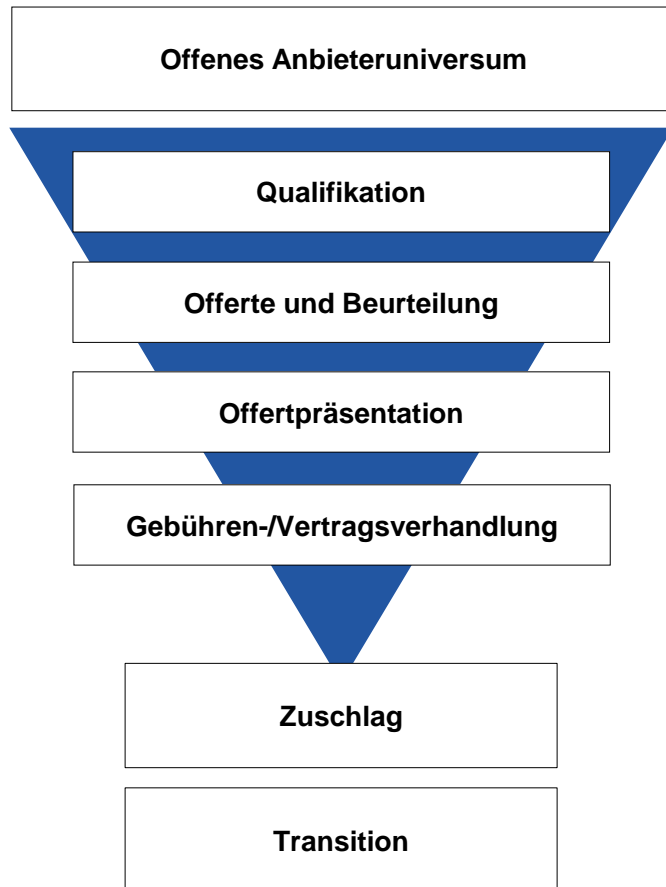 Offenes Anbieteruniversum
Qualifikation
Offerte und Beurteilung
Offertpräsentation
Gebühren-/Vertragsverhandlung
Zuschlag
Transition